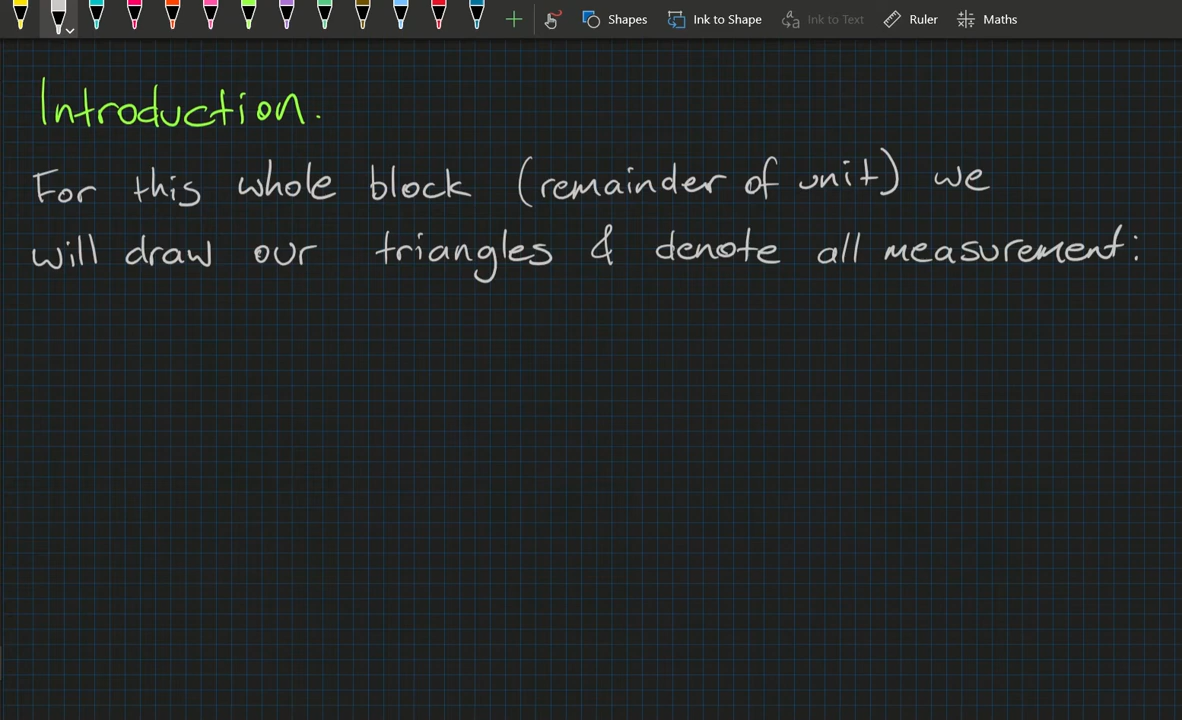 Shapes Ink to Shape Ink to Text Ruler Maths
Introduction.
For this whole block (remainder of unit) we
will draw our triangles & denote all measurement: